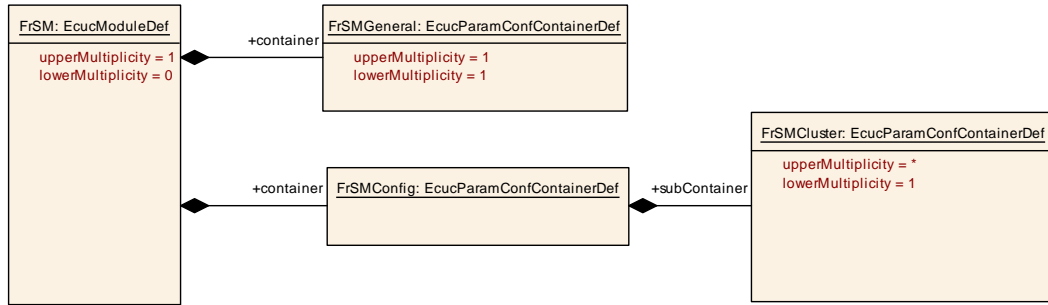 FrSM: EcucModuleDef
upperMultiplicity = 1
lowerMultiplicity = 0
+container
FrSMGeneral: EcucParamConfContainerDef
upperMultiplicity = 1
lowerMultiplicity = 1
+container
FrSMConfig: EcucParamConfContainerDef
+subContainer
FrSMCluster: EcucParamConfContainerDef
upperMultiplicity = *
lowerMultiplicity = 1